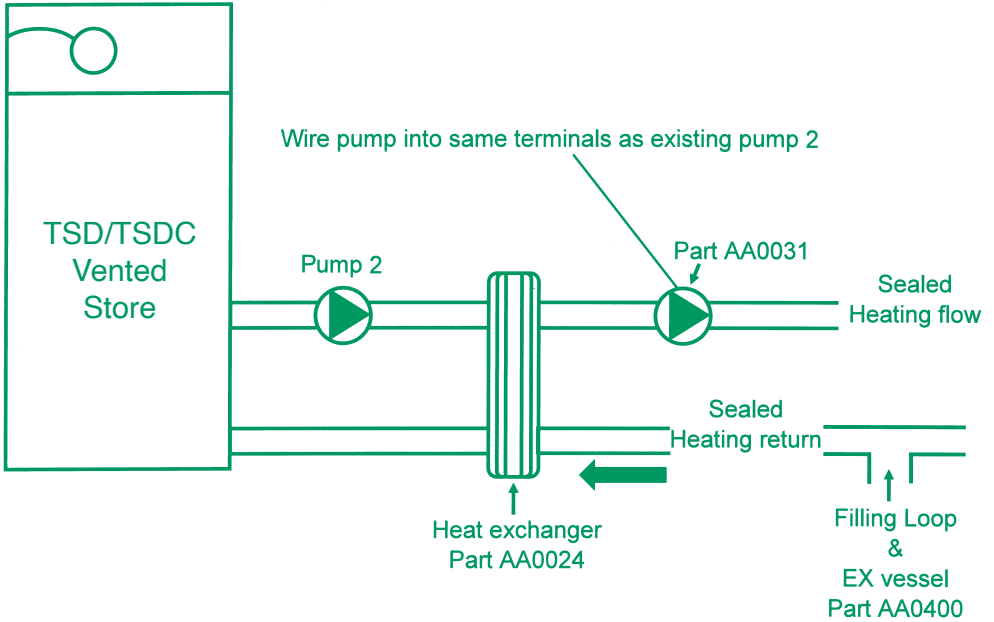 Wire pump into same terminals as existing pump 2
TSD/TSDC
Vented
Store
Pump 2
Part AA0031
Sealed
Heating flow
Sealed
Heating return
Heat exchanger
Part AA0024
Filling Loop
&
EX vessel
Part AA0400